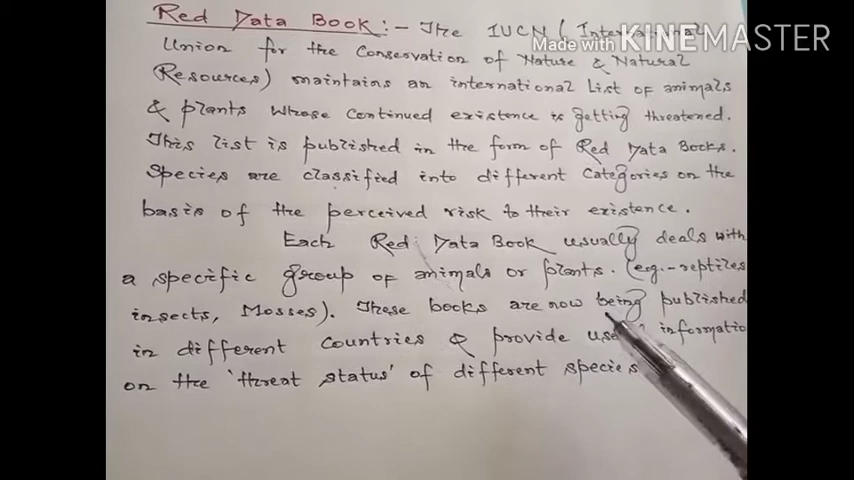 Red Data Book :- The IUCN (Internationa
Made with KINEMASTER
Union for the Conservation of Nature & Natural
Resources) maintains an international List of animals
& plants whose continued existence is getting threatened.
This list is published in the form of Red Data Books.
Species are classified into different Categories on the
basis of the perceived risk to their existence.
Each Red Data Book usually deals with
a specific group of animals or plants. (eg.-reptiles
insects, Mosses). These books are now being published
in different Countries & provide informatio
on the 'threat status' of different species